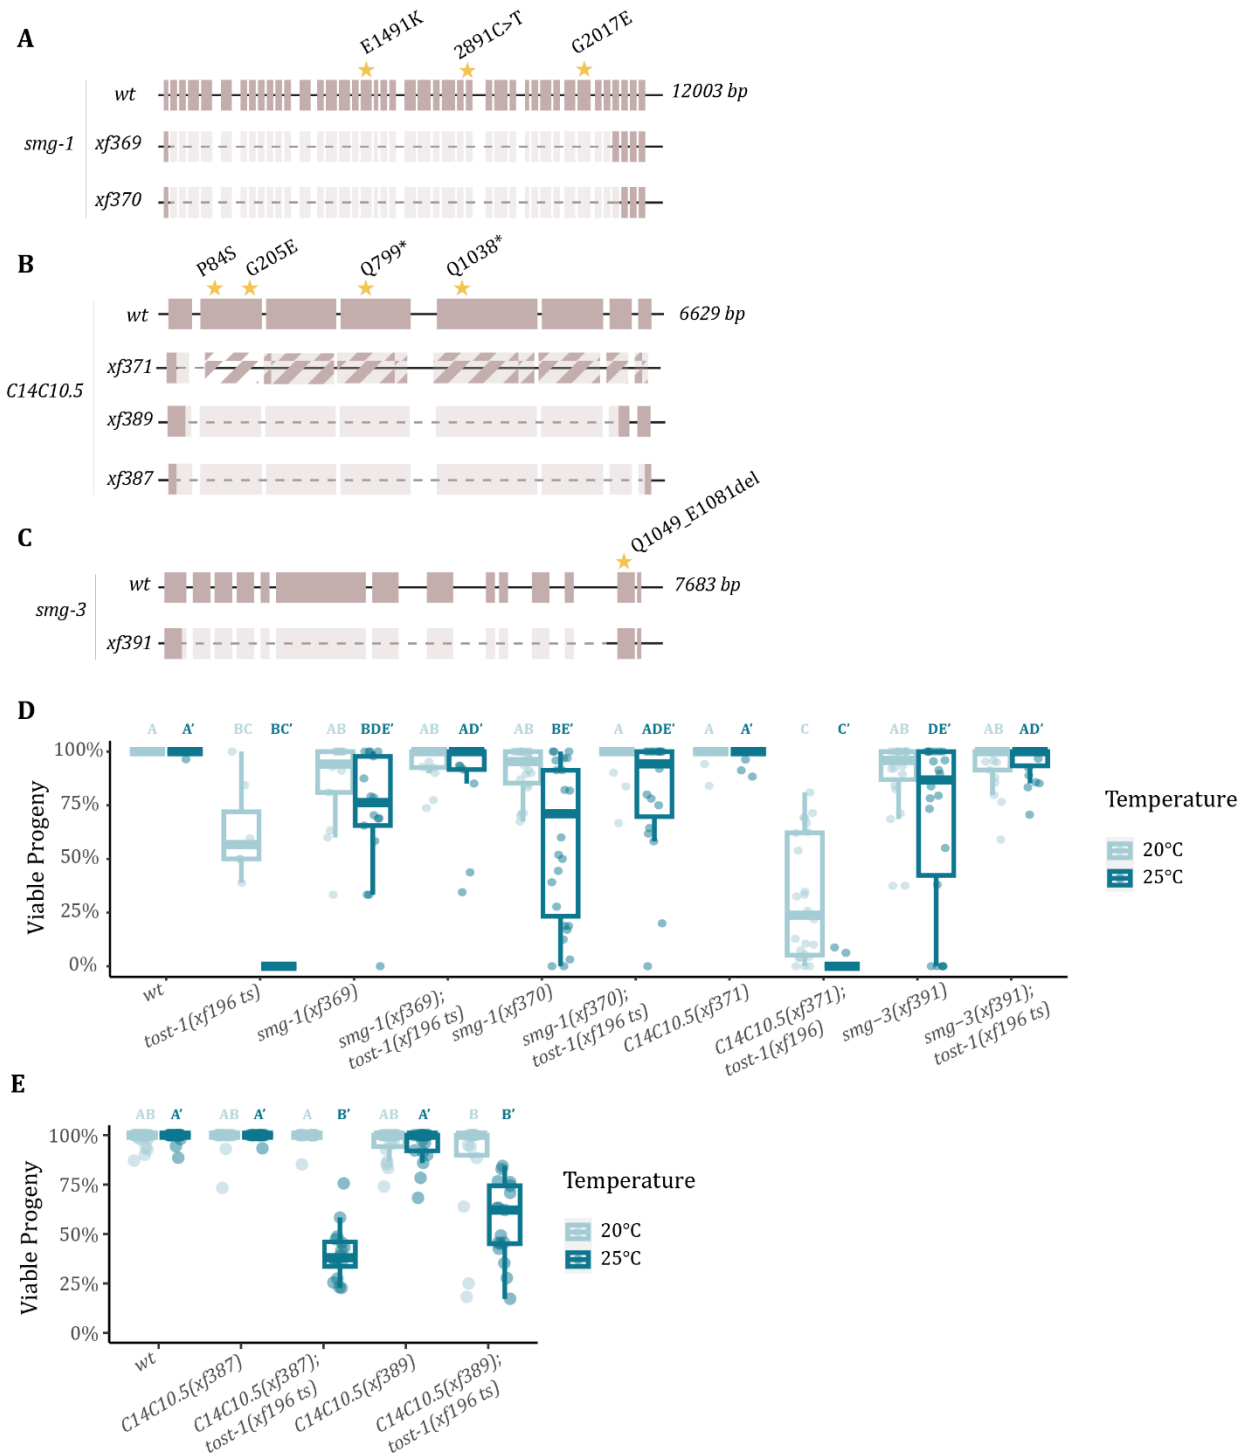 A
E1491K
2891C>T
G2017E
wt
12003 bp
smg-1
xf369
xf370
B
P84S
G205E
Q799*
Q1038*
wt
6629 bp
xf371
C14C10.5
xf389
xf387
C
Q1049_E1081del
wt
7683 bp
smg-3
xf391
D
A A' BC BC' AB BDE' AB AD' AB BE' A ADE' A A' C C' AB DE' AB AD'
100%
75%
50%
25%
0%
Viable Progeny
wt
tost-1(xf196 ts)
smg-1(xf369)
smg-1(xf369);
tost-1(xf196 ts)
smg-1(xf370)
smg-1(xf370);
tost-1(xf196 ts)
C14C10.5(xf371)
C14C10.5(xf371);
tost-1(xf196)
smg-3(xf391)
smg-3(xf391);
tost-1(xf196 ts)
Temperature
20°C
25°C
E
AB A' AB A' A B' AB A' B B'
100%
75%
50%
25%
0%
Viable Progeny
wt
C14C10.5(xf387)
C14C10.5(xf387);
tost-1(xf196 ts)
C14C10.5(xf389)
C14C10.5(xf389);
tost-1(xf196 ts)
Temperature
20°C
25°C